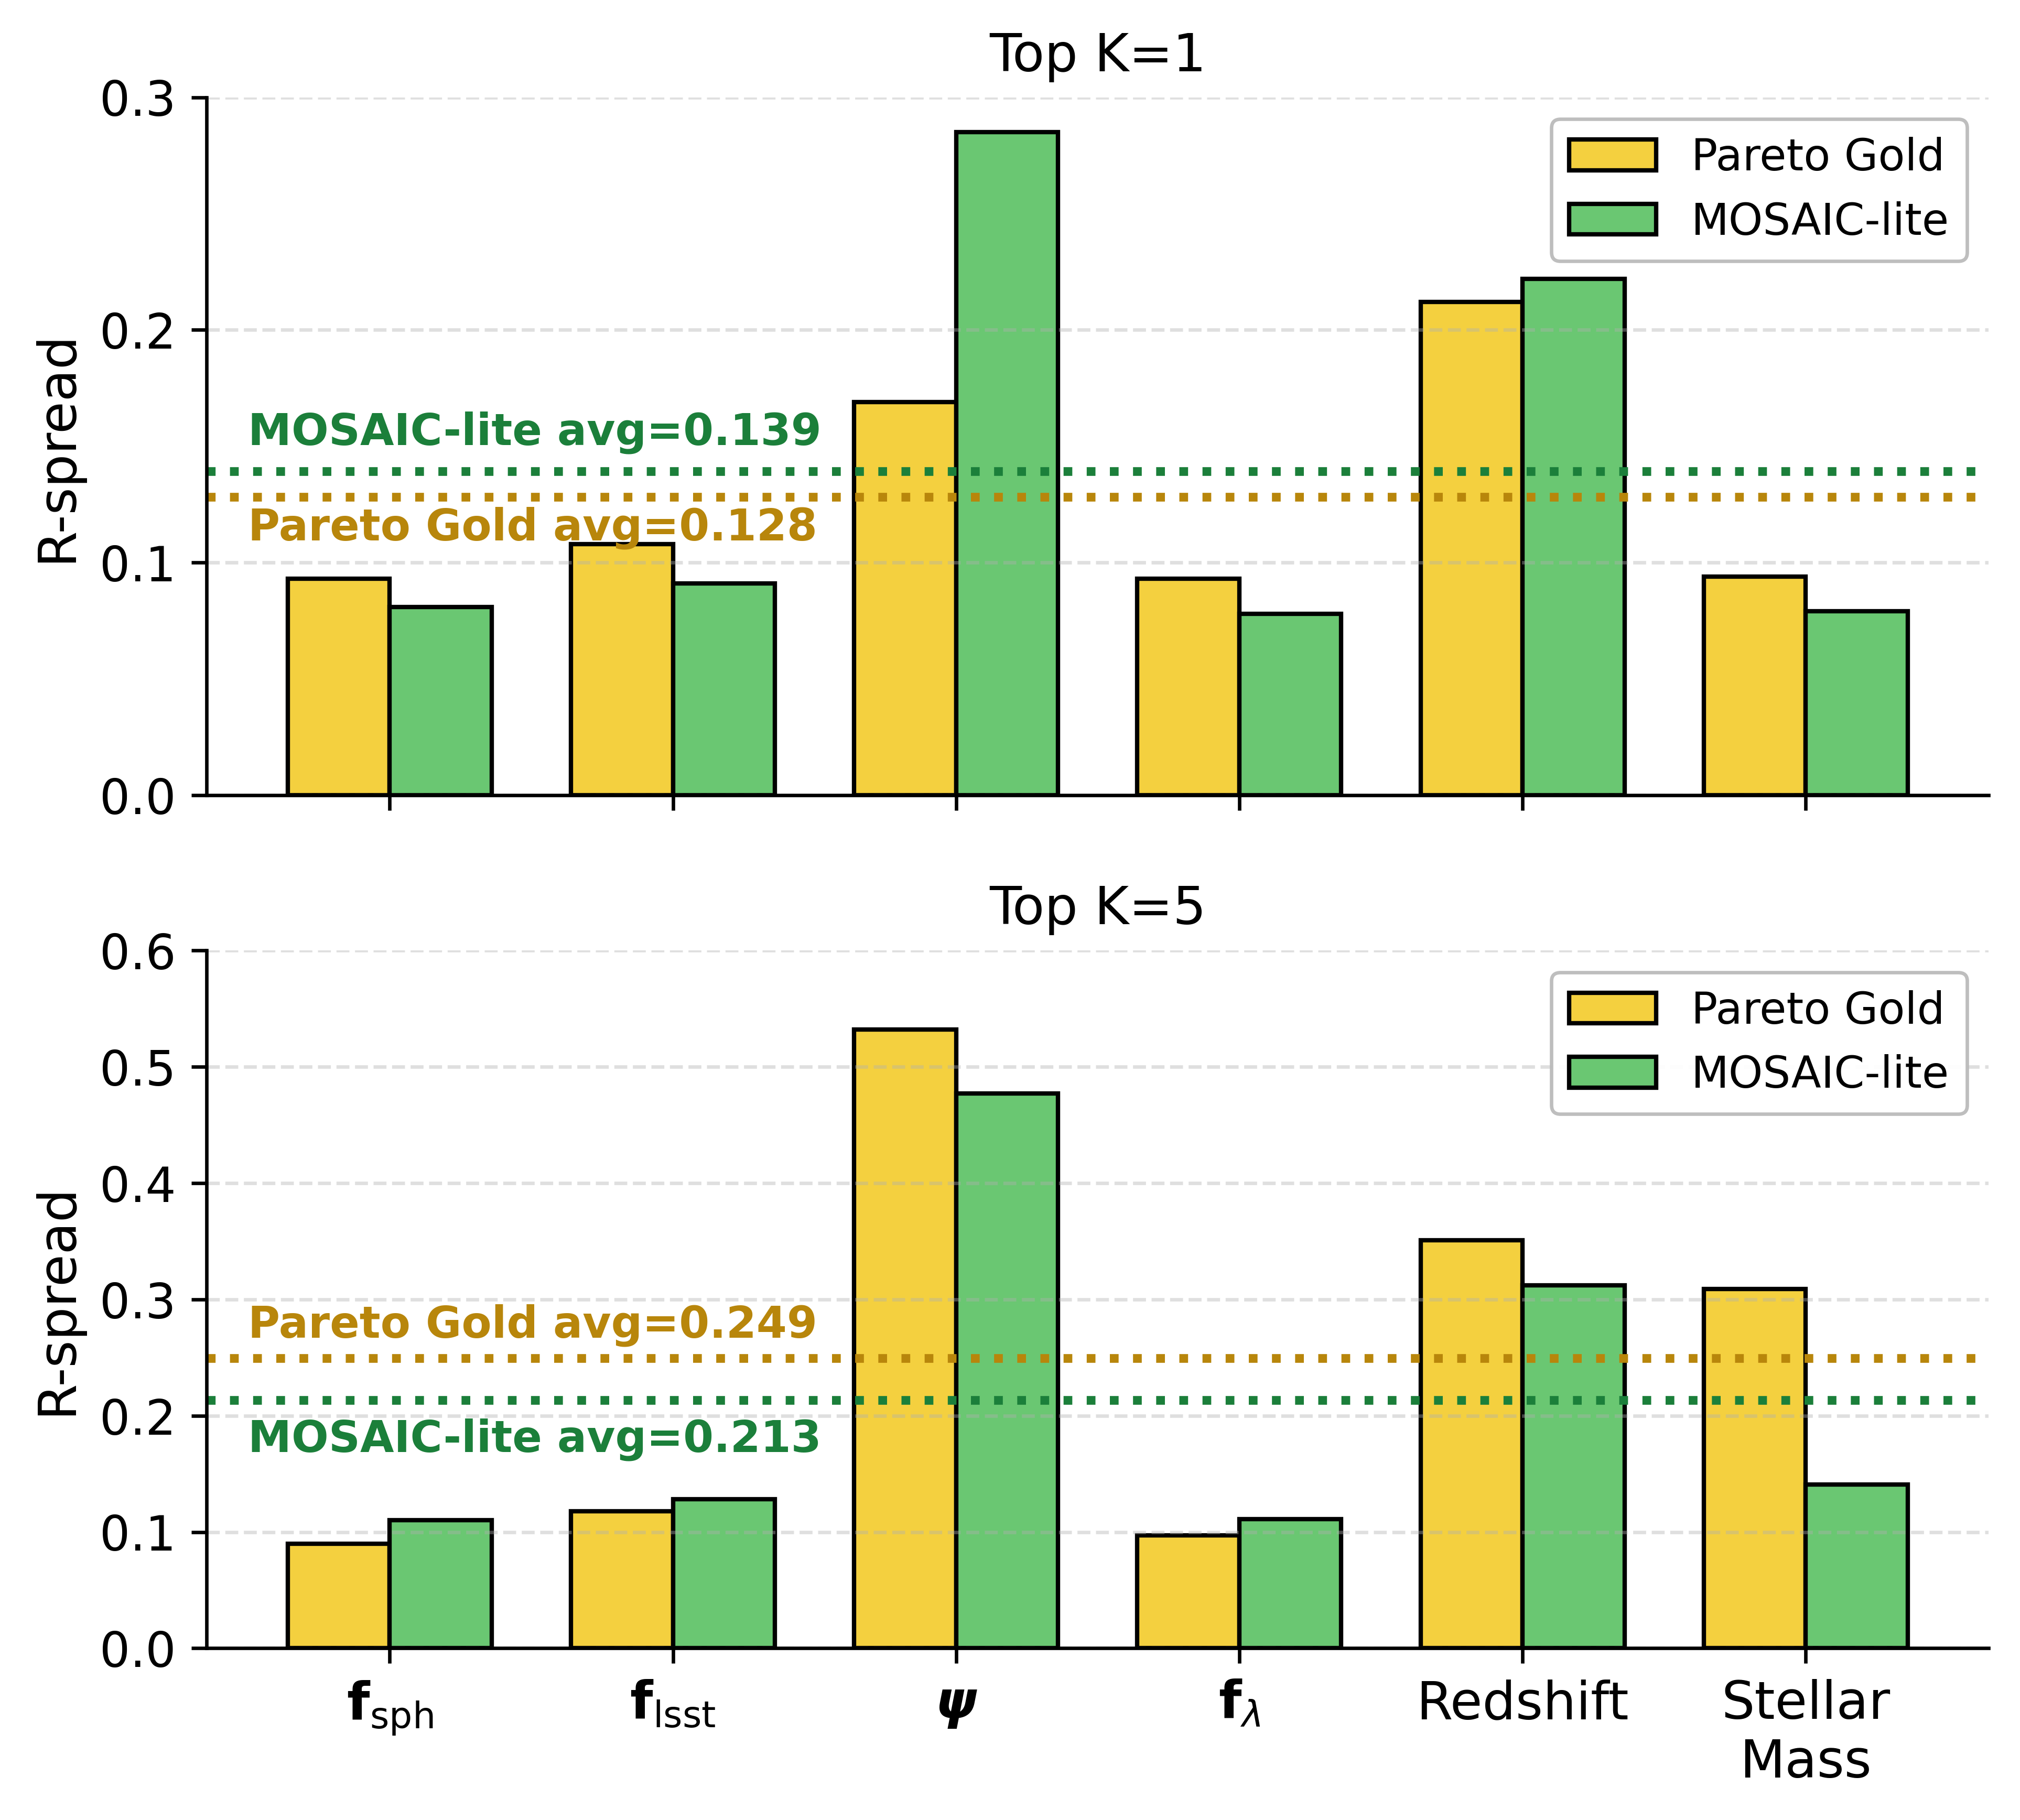 Top K=1
0.3
0.2
0.1
0.0
R-spread
Pareto Gold
MOSAIC-lite
MOSAIC-lite avg=0.139
Pareto Gold avg=0.128
Top K=5
0.6
0.5
0.4
0.3
0.2
0.1
0.0
R-spread
Pareto Gold
MOSAIC-lite
Pareto Gold avg=0.249
MOSAIC-lite avg=0.213
f_sph
f_lsst
ψ
f_λ
Redshift
Stellar
Mass